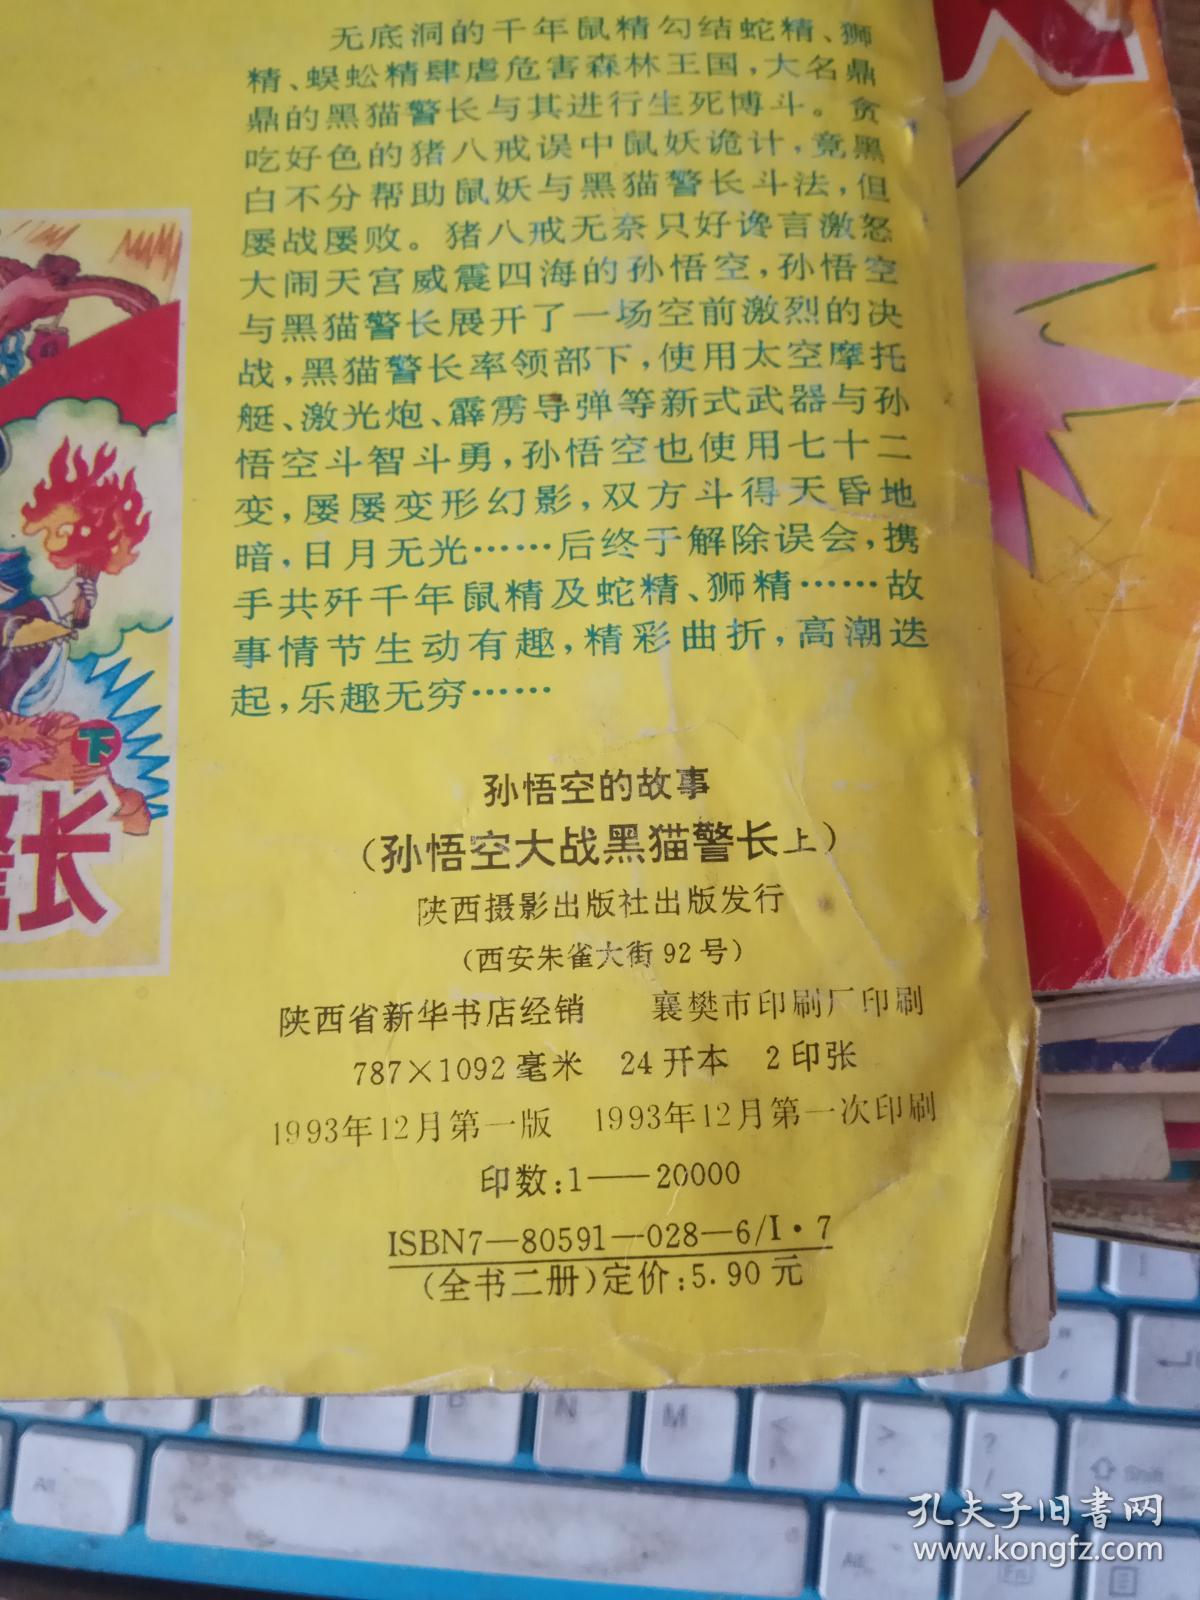 无底洞的千年鼠精勾结蛇精、狮
精、蜈蚣精肆虐危害森林王国，大名鼎
鼎的黑猫警长与其进行生死博斗。贪
吃好色的猪八戒误中鼠妖诡计，竟黑
白不分帮助鼠妖与黑猫警长斗法，但
屡战屡败。猪八戒无奈只好谗言激怒
大闹天宫威震四海的孙悟空，孙悟空
与黑猫警长展开了一场空前激烈的决
战，黑猫警长率领部下，使用太空摩托
艇、激光炮、霹雳导弹等新式武器与孙
悟空斗智斗勇，孙悟空也使用七十二
变，屡屡变形幻影，双方斗得天昏地
暗，日月无光……后终于解除误会，携
手共歼千年鼠精及蛇精、狮精……故
事情节生动有趣，精彩曲折，高潮迭
起，乐趣无穷……
下
警长
孙悟空的故事
（孙悟空大战黑猫警长上）
陕西摄影出版社出版发行
（西安朱雀大街92号）
陕西省新华书店经销 襄樊市印刷厂印刷
787×1092毫米 24开本 2印张
1993年12月第一版 1993年12月第一次印刷
印数：1——20000
ISBN7—80591—028—6/I·7
（全书二册）定价：5.90元
B N M < , > . ? / Shift
Alt Alt Fn
孔夫子旧书网
www.kongfz.com